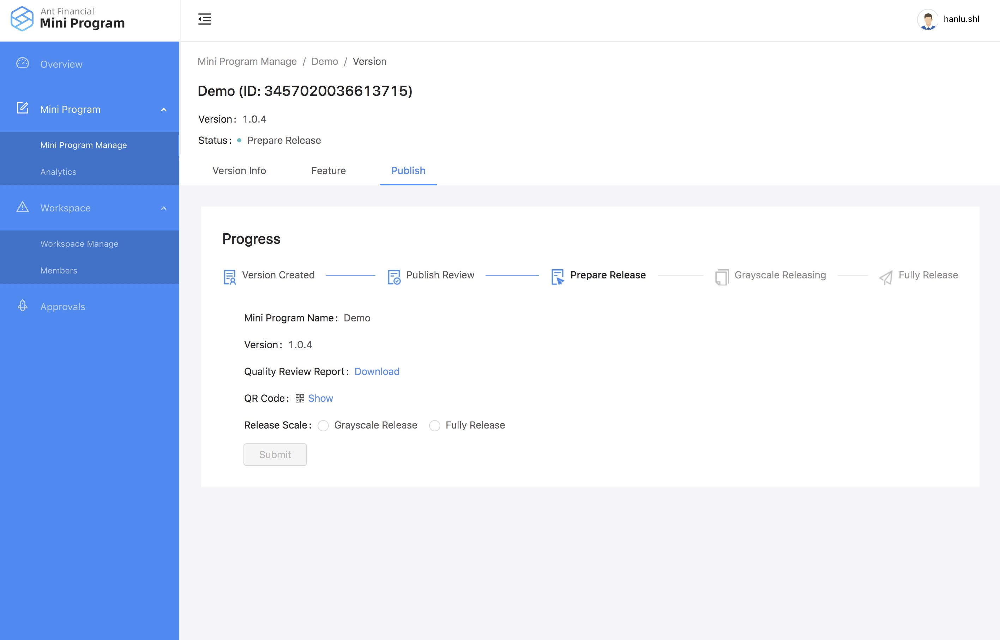 Ant Financial
Mini Program
hanlu.shl
Overview
Mini Program
Mini Program Manage
Analytics
Workspace
Workspace Manage
Members
Approvals
Mini Program Manage / Demo / Version
Demo (ID: 3457020036613715)
Version: 1.0.4
Status: Prepare Release
Version Info Feature Publish
Progress
Version Created Publish Review Prepare Release Grayscale Releasing Fully Release
Mini Program Name: Demo
Version: 1.0.4
Quality Review Report: Download
QR Code: Show
Release Scale: Grayscale Release Fully Release
Submit